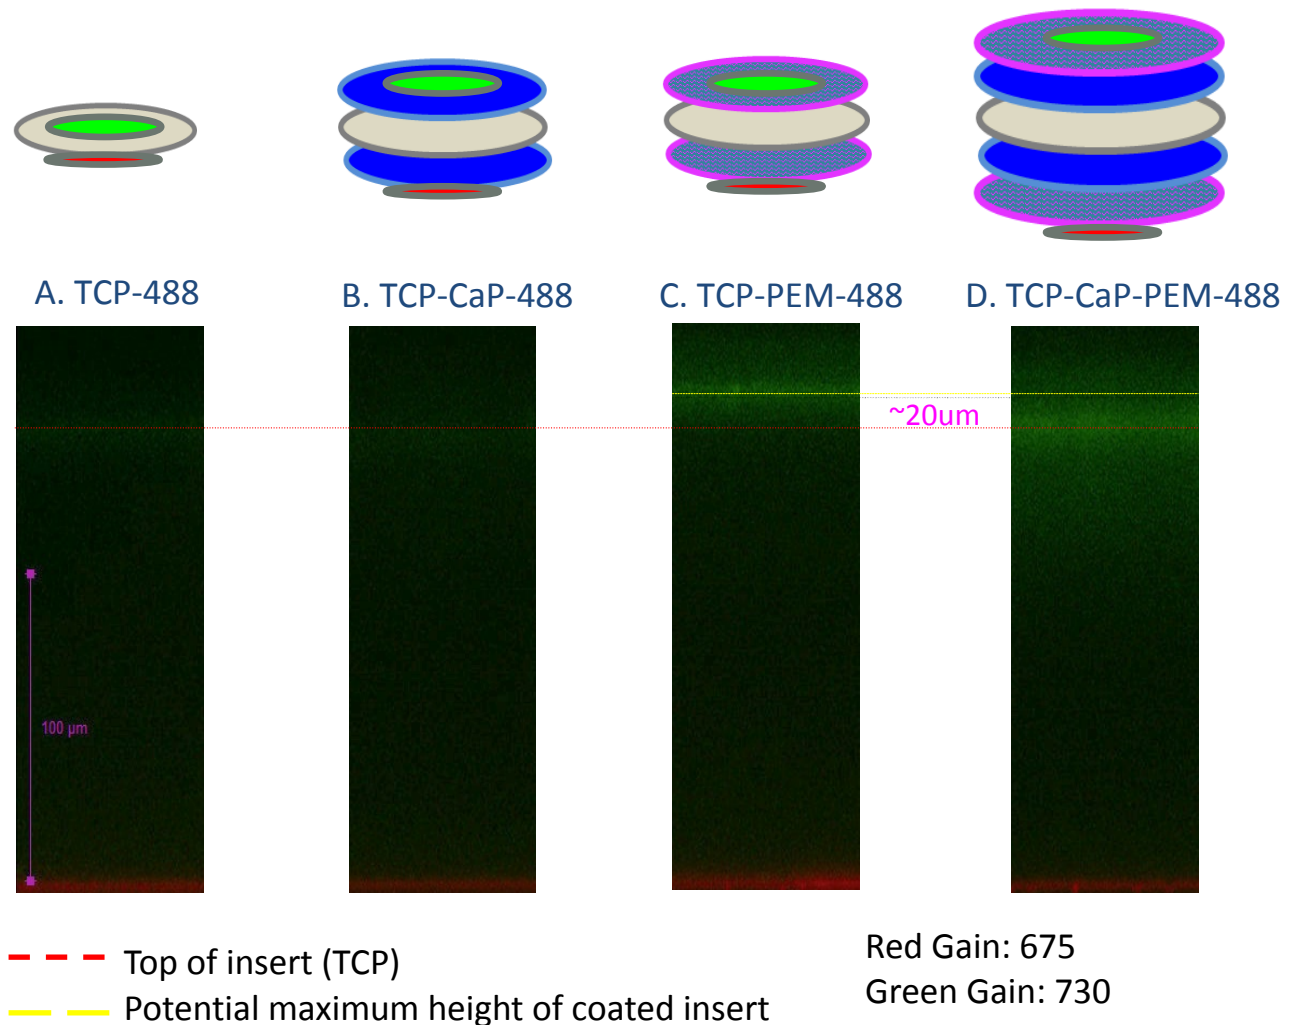 A. TCP-488
B. TCP-CaP-488
C. TCP-PEM-488
D. TCP-CaP-PEM-488
~20um
100 µm
Top of insert (TCP)
Potential maximum height of coated insert
Red Gain: 675
Green Gain: 730